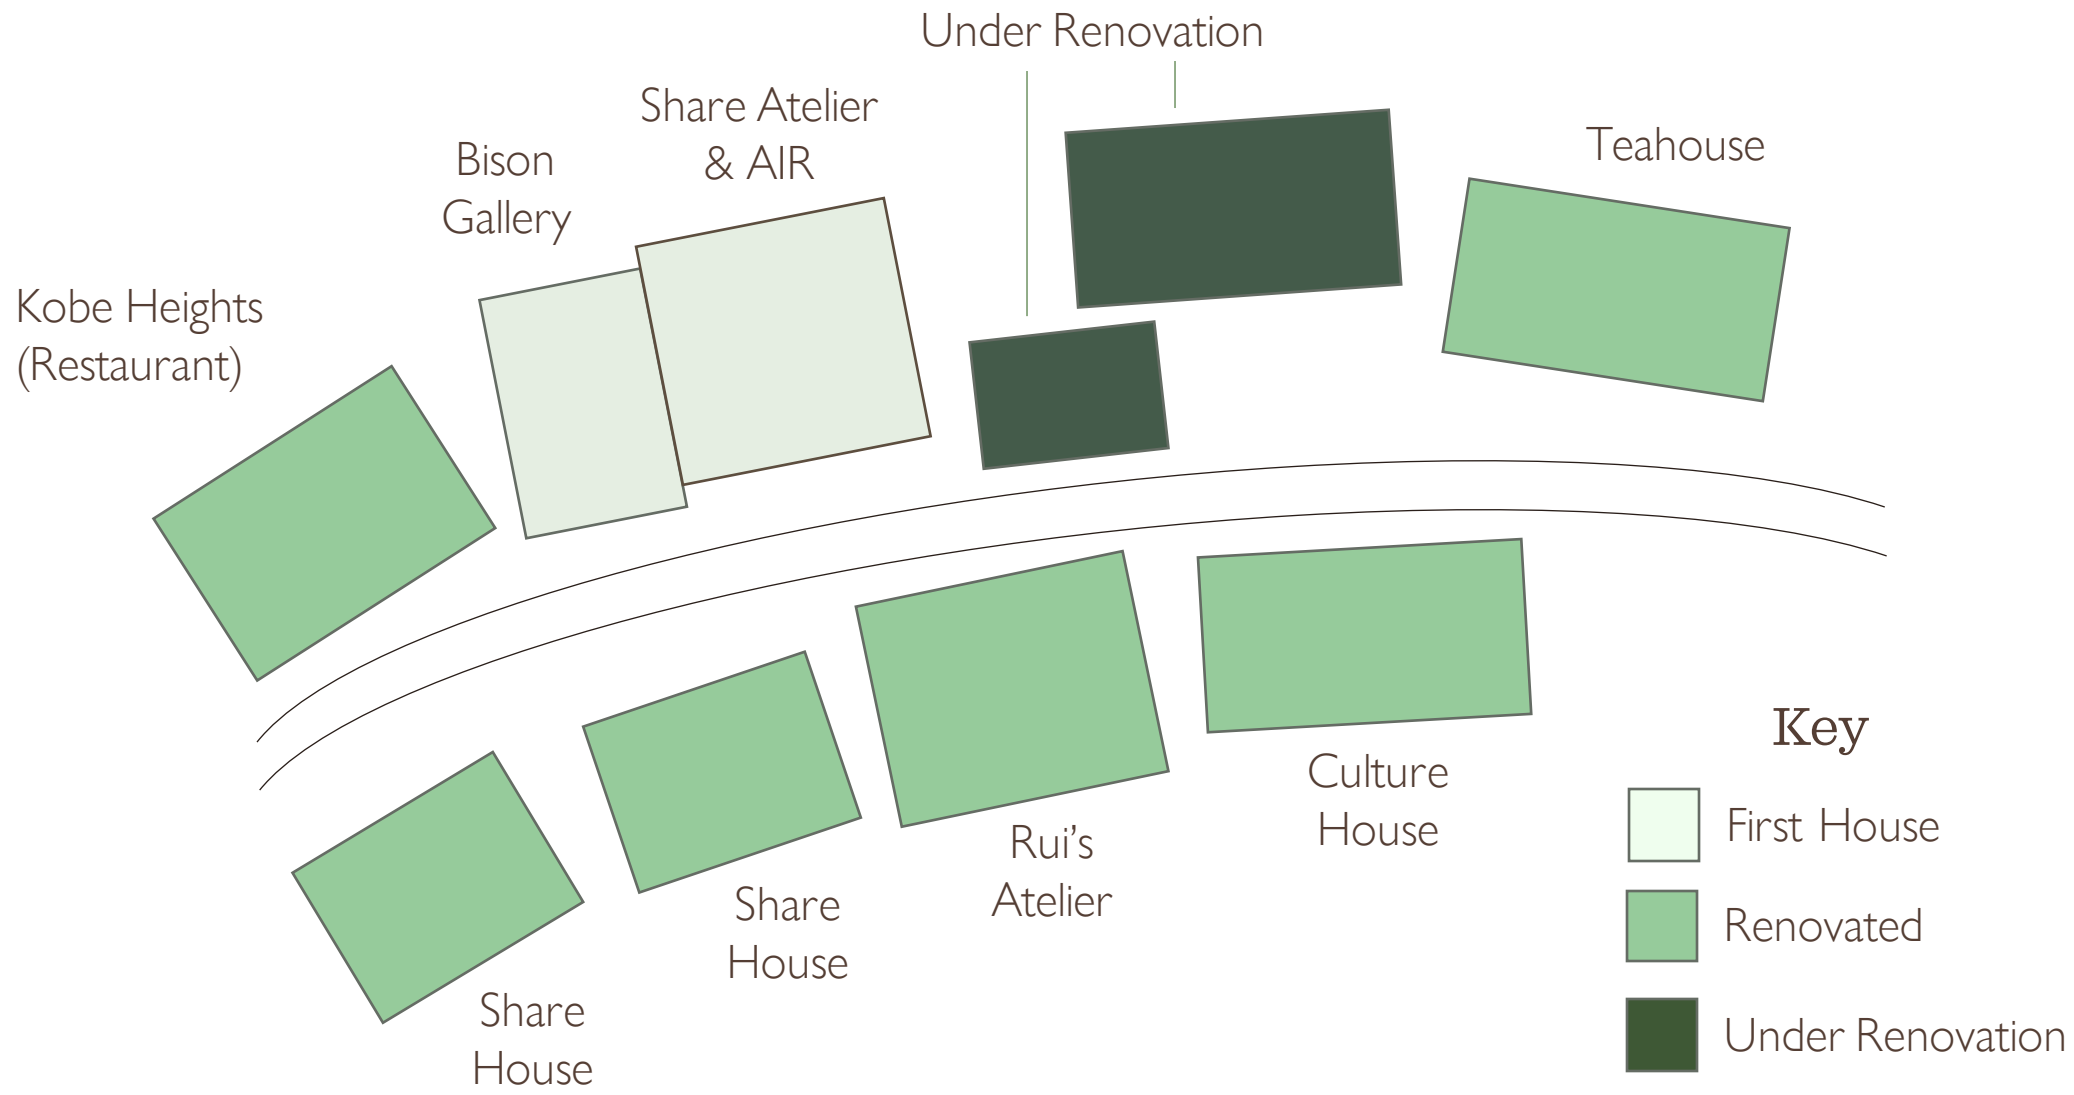 Under Renovation
Share Atelier
& AIR
Bison
Gallery
Teahouse
Kobe Heights
(Restaurant)
Culture
House
Rui’s
Atelier
Share
House
Share
House
Key
First House
Renovated
Under Renovation